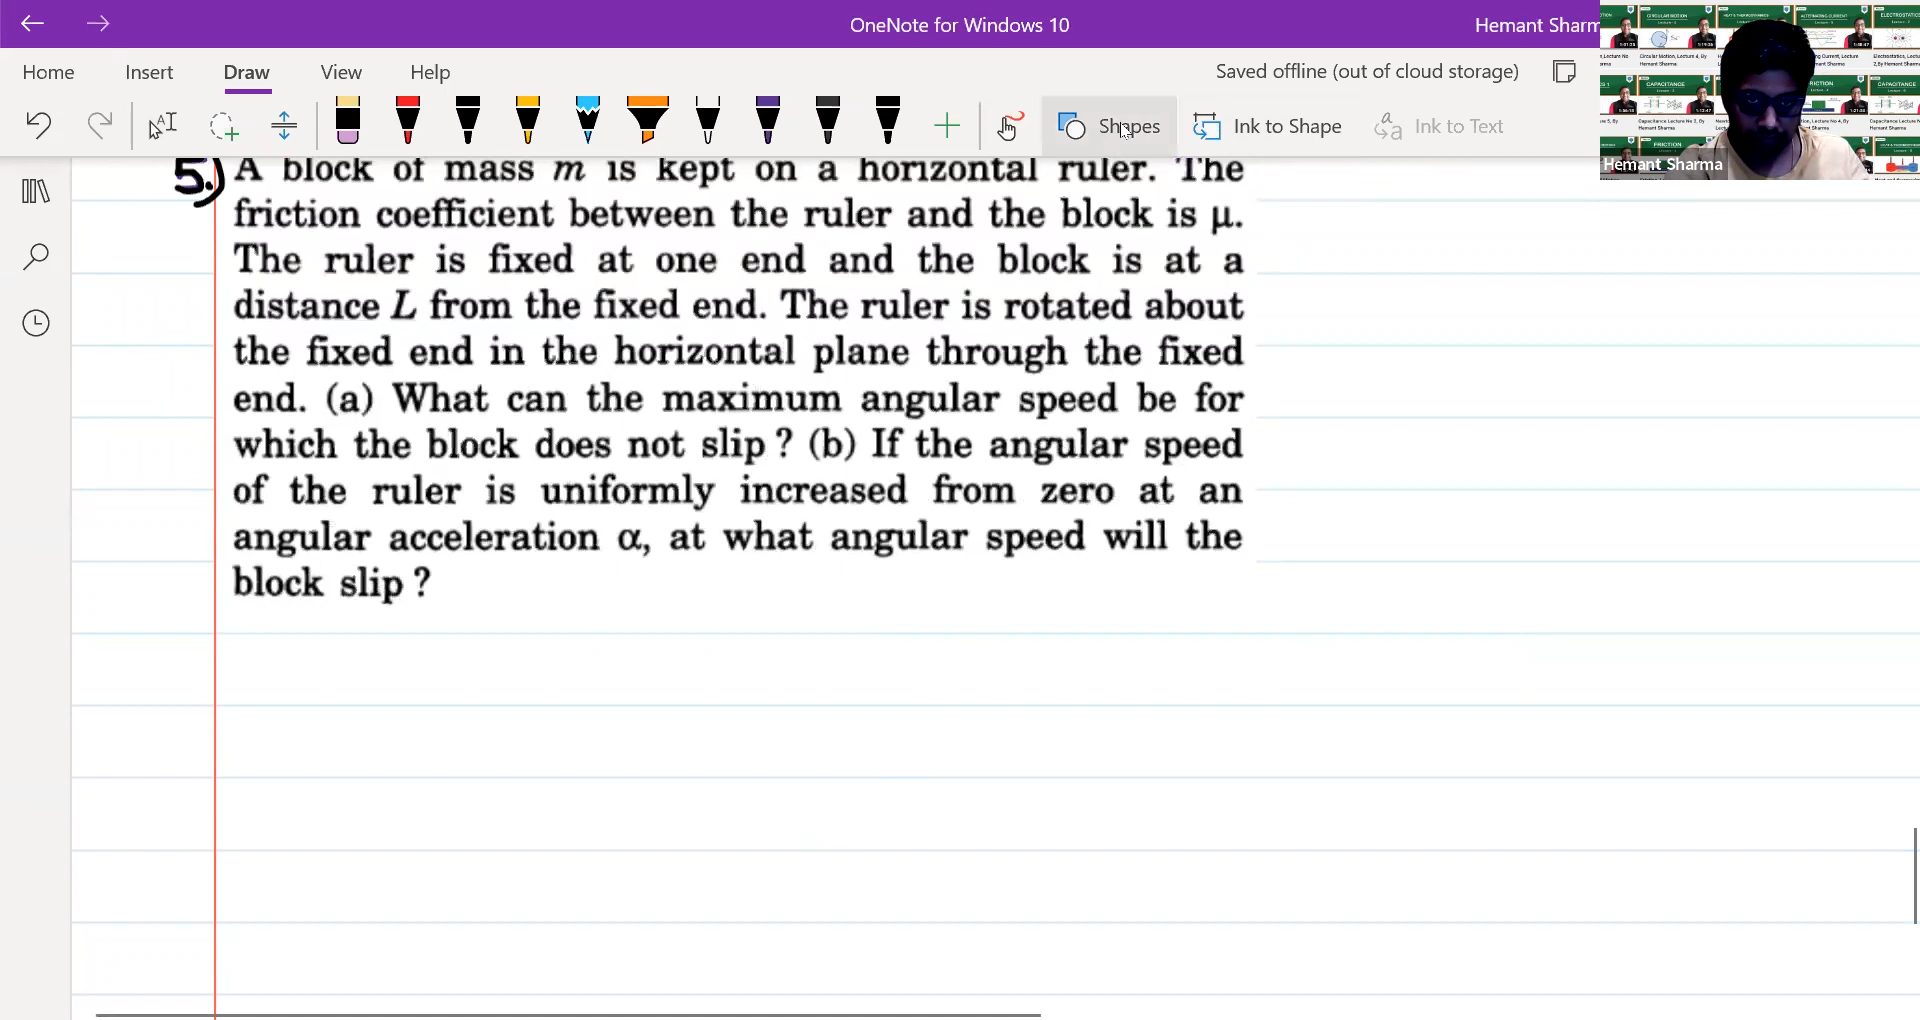 OneNote for Windows 10
Hemant Sharm
Home Insert Draw View Help
Saved offline (out of cloud storage)
Shapes
Ink to Shape
Ink to Text
Hemant Sharma
5.) A block of mass m is kept on a horizontal ruler. The
friction coefficient between the ruler and the block is μ.
The ruler is fixed at one end and the block is at a
distance L from the fixed end. The ruler is rotated about
the fixed end in the horizontal plane through the fixed
end. (a) What can the maximum angular speed be for
which the block does not slip ? (b) If the angular speed
of the ruler is uniformly increased from zero at an
angular acceleration α, at what angular speed will the
block slip ?